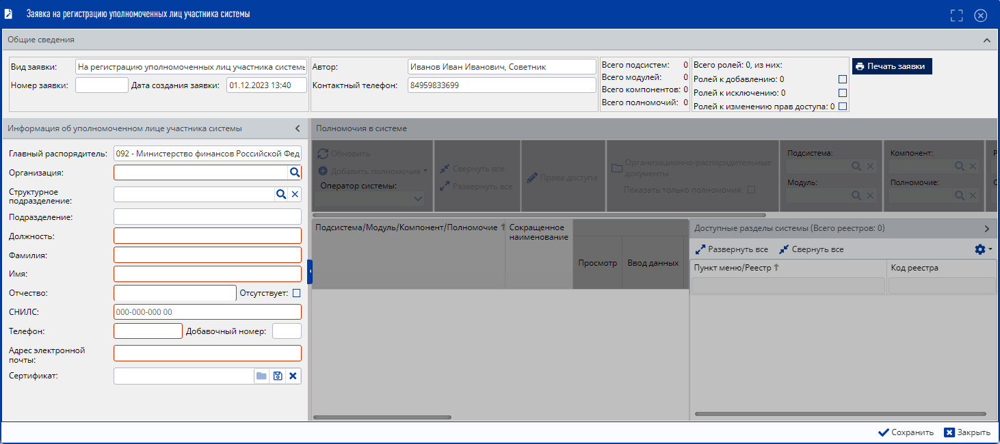 Заявка на регистрацию уполномоченных лиц участника системы
Общие сведения
Вид заявки: На регистрацию уполномоченных лиц участника системы
Номер заявки: Дата создания заявки: 01.12.2023 13:40
Автор: Иванов Иван Иванович, Советник
Контактный телефон: 84959833699
Всего подсистем: 0
Всего модулей: 0
Всего компонентов: 0
Всего полномочий: 0
Всего ролей: 0, из них:
Ролей к добавлению: 0
Ролей к исключению: 0
Ролей к изменению прав доступа: 0
Печать заявки
Информация об уполномоченном лице участника системы
Главный распорядитель: 092 - Министерство финансов Российской Фед
Организация:
Структурное
подразделение:
Подразделение:
Должность:
Фамилия:
Имя:
Отчество: Отсутствует:
СНИЛС: 000-000-000 00
Телефон: Добавочный номер:
Адрес электронной
почты:
Сертификат:
Полномочия в системе
Обновить
Добавить полномочие
Оператор системы:
Свернуть все
Развернуть все
Права доступа
Организационно-распорядительные
документы
Показать только полномочия:
Подсистема:
Модуль:
Компонент:
Полномочие:
Подсистема/Модуль/Компонент/Полномочие
Сокращенное
наименование
Просмотр
Ввод данных
Доступные разделы системы (Всего реестров: 0)
Развернуть все Свернуть все
Пункт меню/Реестр Код реестра
Сохранить Закрыть